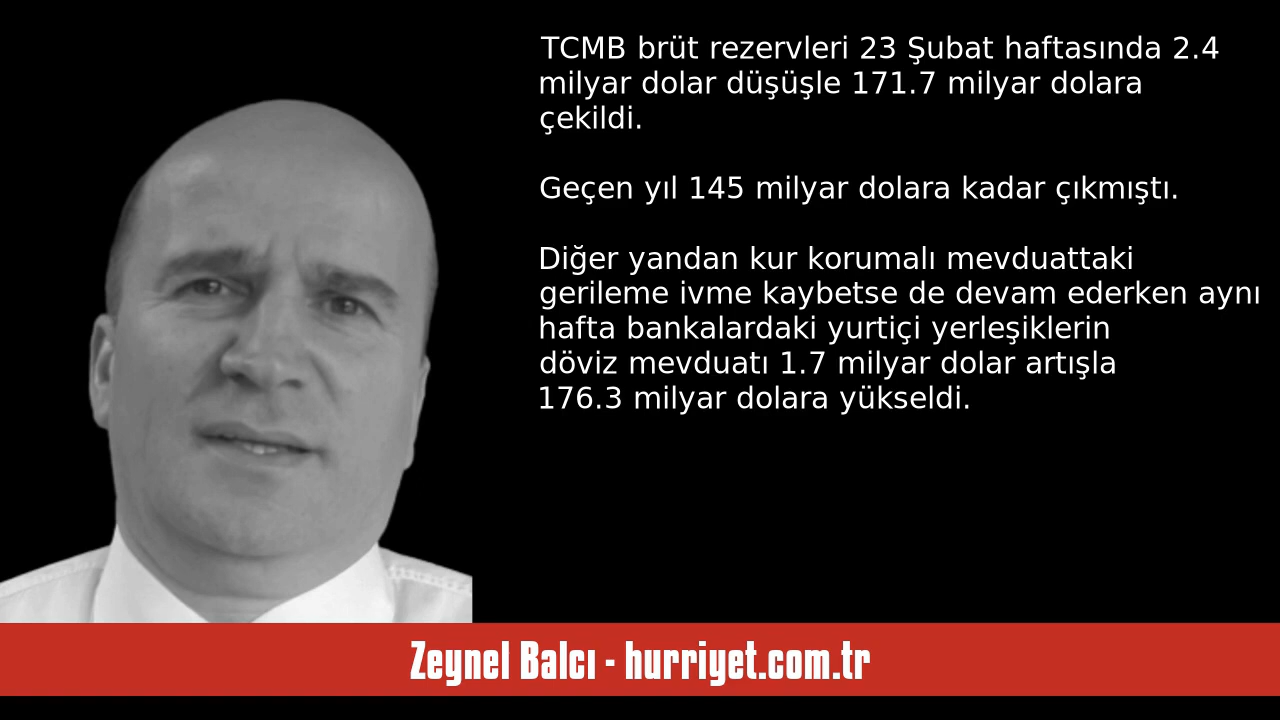 TCMB brüt rezervleri 23 Şubat haftasında 2.4
milyar dolar düşüşle 171.7 milyar dolara
çekildi.
Geçen yıl 145 milyar dolara kadar çıkmıştı.
Diğer yandan kur korumalı mevduattaki
gerileme ivme kaybetse de devam ederken aynı
hafta bankalardaki yurtiçi yerleşiklerin
döviz mevduatı 1.7 milyar dolar artışla
176.3 milyar dolara yükseldi.
Zeynel Balcı - hurriyet.com.tr